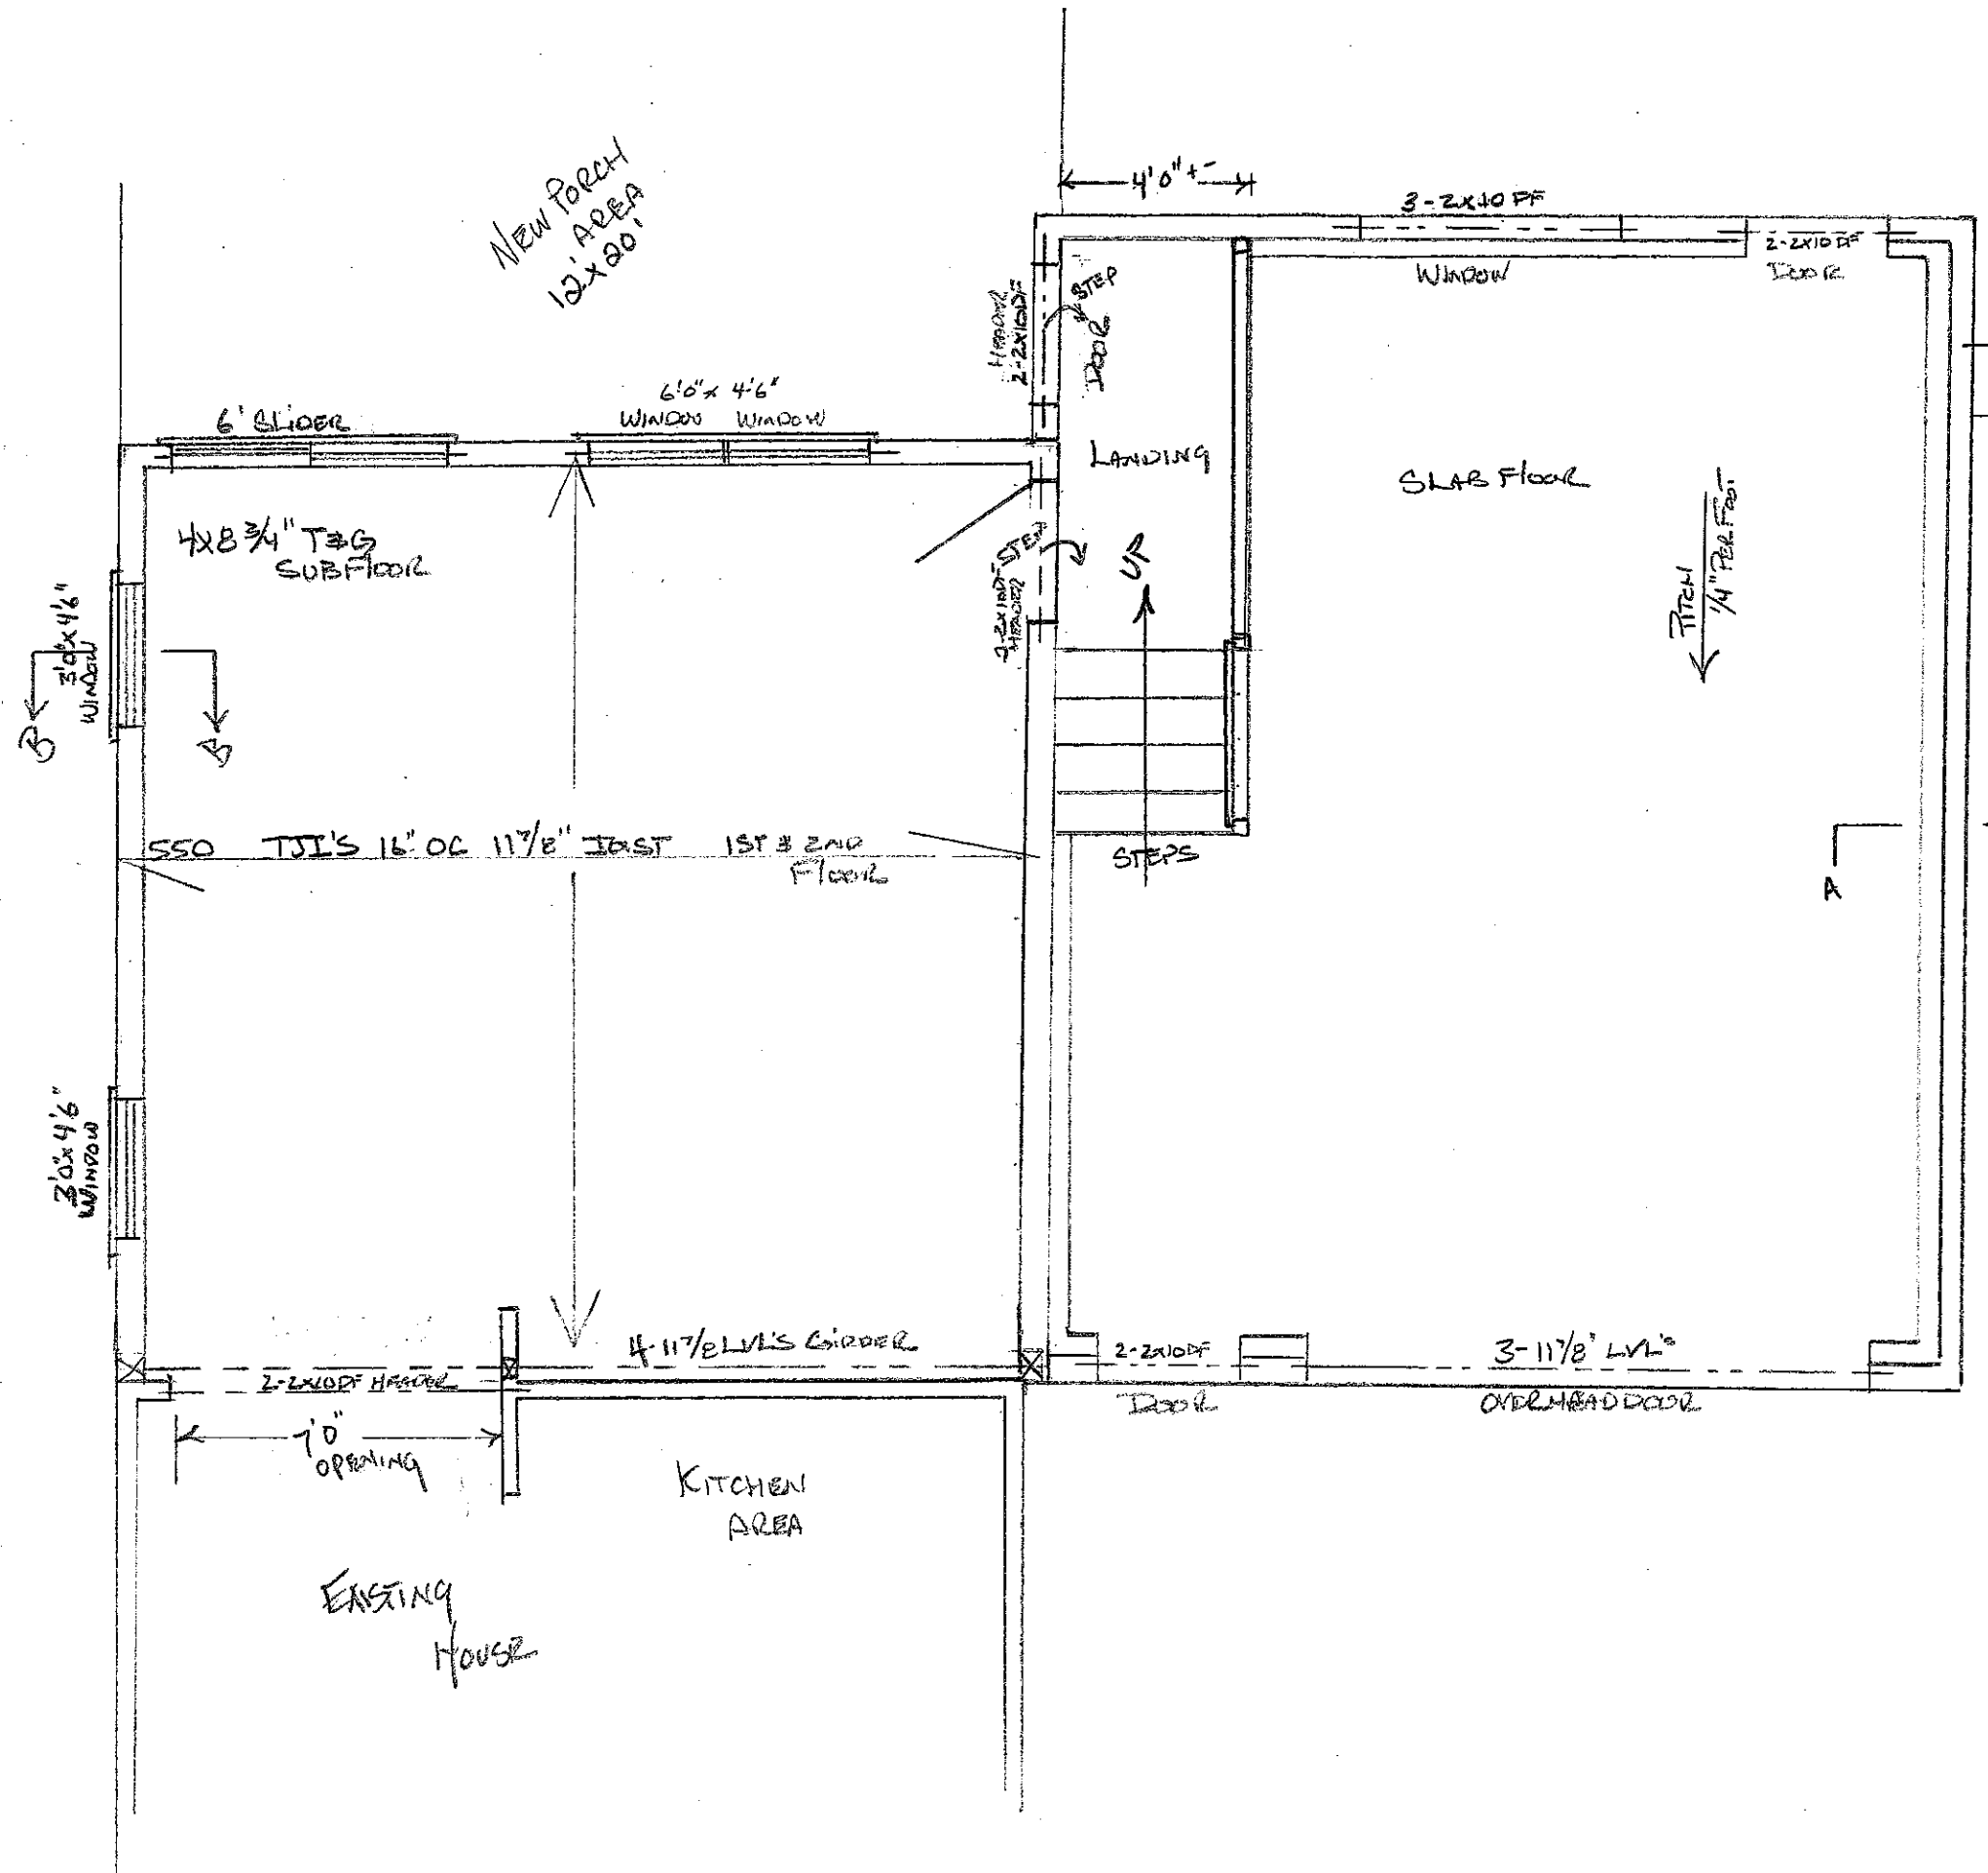 NEW PORCH
AREA
12'x20'
4'0" +-
3-2x10 DF
2-2x10 DF
WINDOW
DOOR
HEADER
2-2x10DF
STEP
DOOR
6' SLIDER
6'0"x 4'6"
WINDOW WINDOW
LANDING
SLAB FLOOR
4X8 3/4" T&G
SUBFLOOR
STEP
2-2x10DF
HEADER
UP
PITCH
1/4" PER FOOT
3'0"x4'6"
WINDOW
B
B
550 TJI'S 16" OC 11 7/8" JOIST 1ST & 2ND
FLOOR
STEPS
A
3'0"x4'6"
WINDOW
4-11 7/8 LVL'S GIRDER
2-2x10DF HEADER
2-2x10DF
3-11 7/8" LVL'S
DOOR
OVERHEAD DOOR
7'0"
OPENING
KITCHEN
AREA
EXISTING
HOUSE